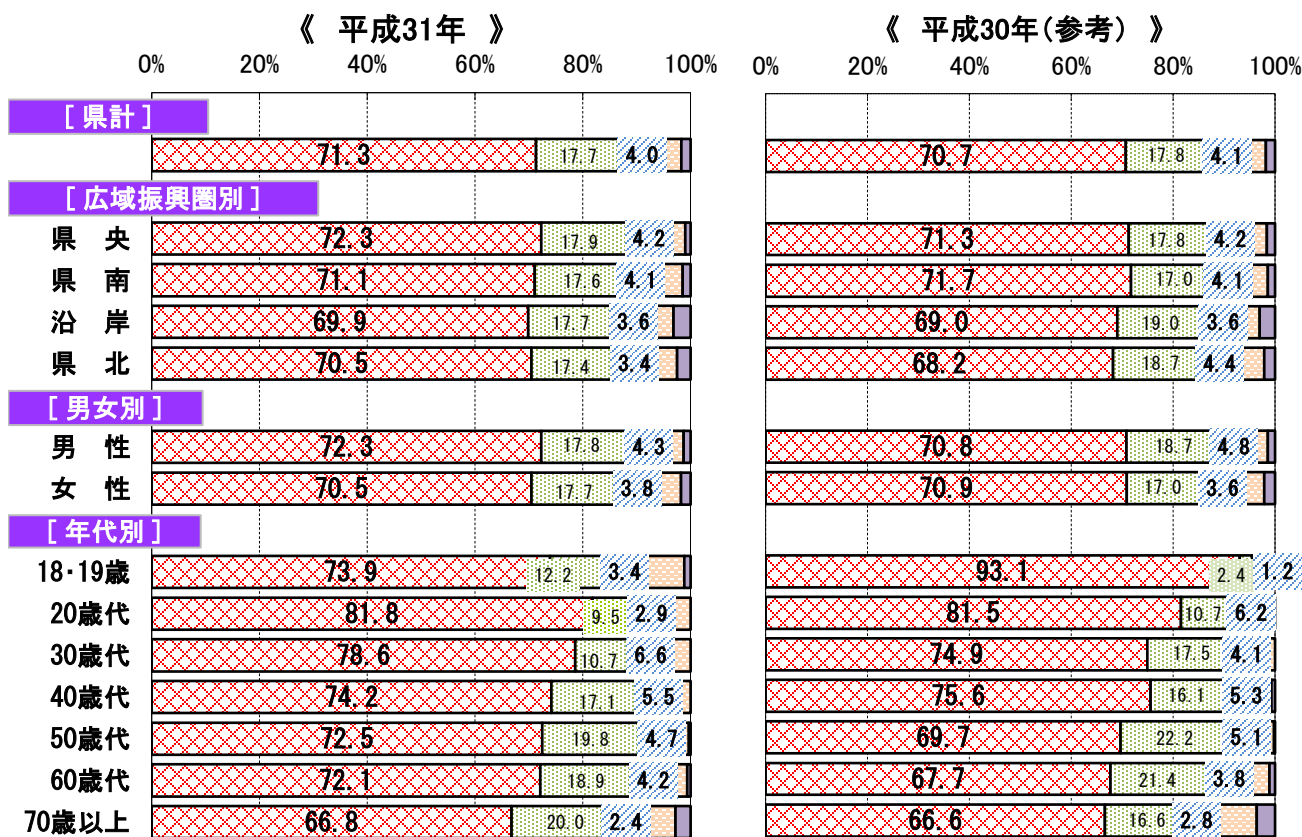 《 平成31年 》 《 平成30年(参考) 》
0% 20% 40% 60% 80% 100% 0% 20% 40% 60% 80% 100%
[ 県計 ]
71.3 17.7 4.0 70.7 17.8 4.1
[ 広域振興圏別 ]
県 央 72.3 17.9 4.2 71.3 17.8 4.2
県 南 71.1 17.6 4.1 71.7 17.0 4.1
沿 岸 69.9 17.7 3.6 69.0 19.0 3.6
県 北 70.5 17.4 3.4 68.2 18.7 4.4
[ 男女別 ]
男 性 72.3 17.8 4.3 70.8 18.7 4.8
女 性 70.5 17.7 3.8 70.9 17.0 3.6
[ 年代別 ]
18・19歳 73.9 12.2 3.4 93.1 2.4 1.2
20歳代 81.8 9.5 2.9 81.5 10.7 6.2
30歳代 78.6 10.7 6.6 74.9 17.5 4.1
40歳代 74.2 17.1 5.5 75.6 16.1 5.3
50歳代 72.5 19.8 4.7 69.7 22.2 5.1
60歳代 72.1 18.9 4.2 67.7 21.4 3.8
70歳以上 66.8 20.0 2.4 66.6 16.6 2.8